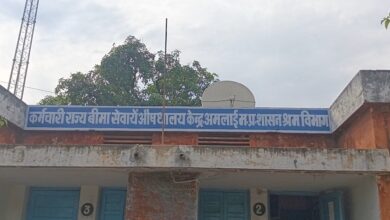 कर्मचारी राज्य बीमा सेवायें औषधालय केन्द्र अमलाई म.प्र. शासन श्रम विभाग
3
2